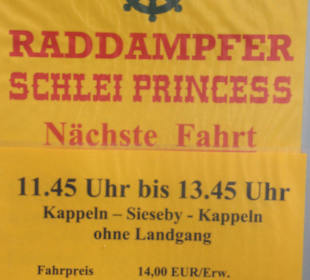 RADDAMPFER
SCHLEI PRINCESS
Nächste Fahrt
11.45 Uhr bis 13.45 Uhr
Kappeln – Sieseby - Kappeln
ohne Landgang
Fahrpreis 14,00 EUR/Erw.